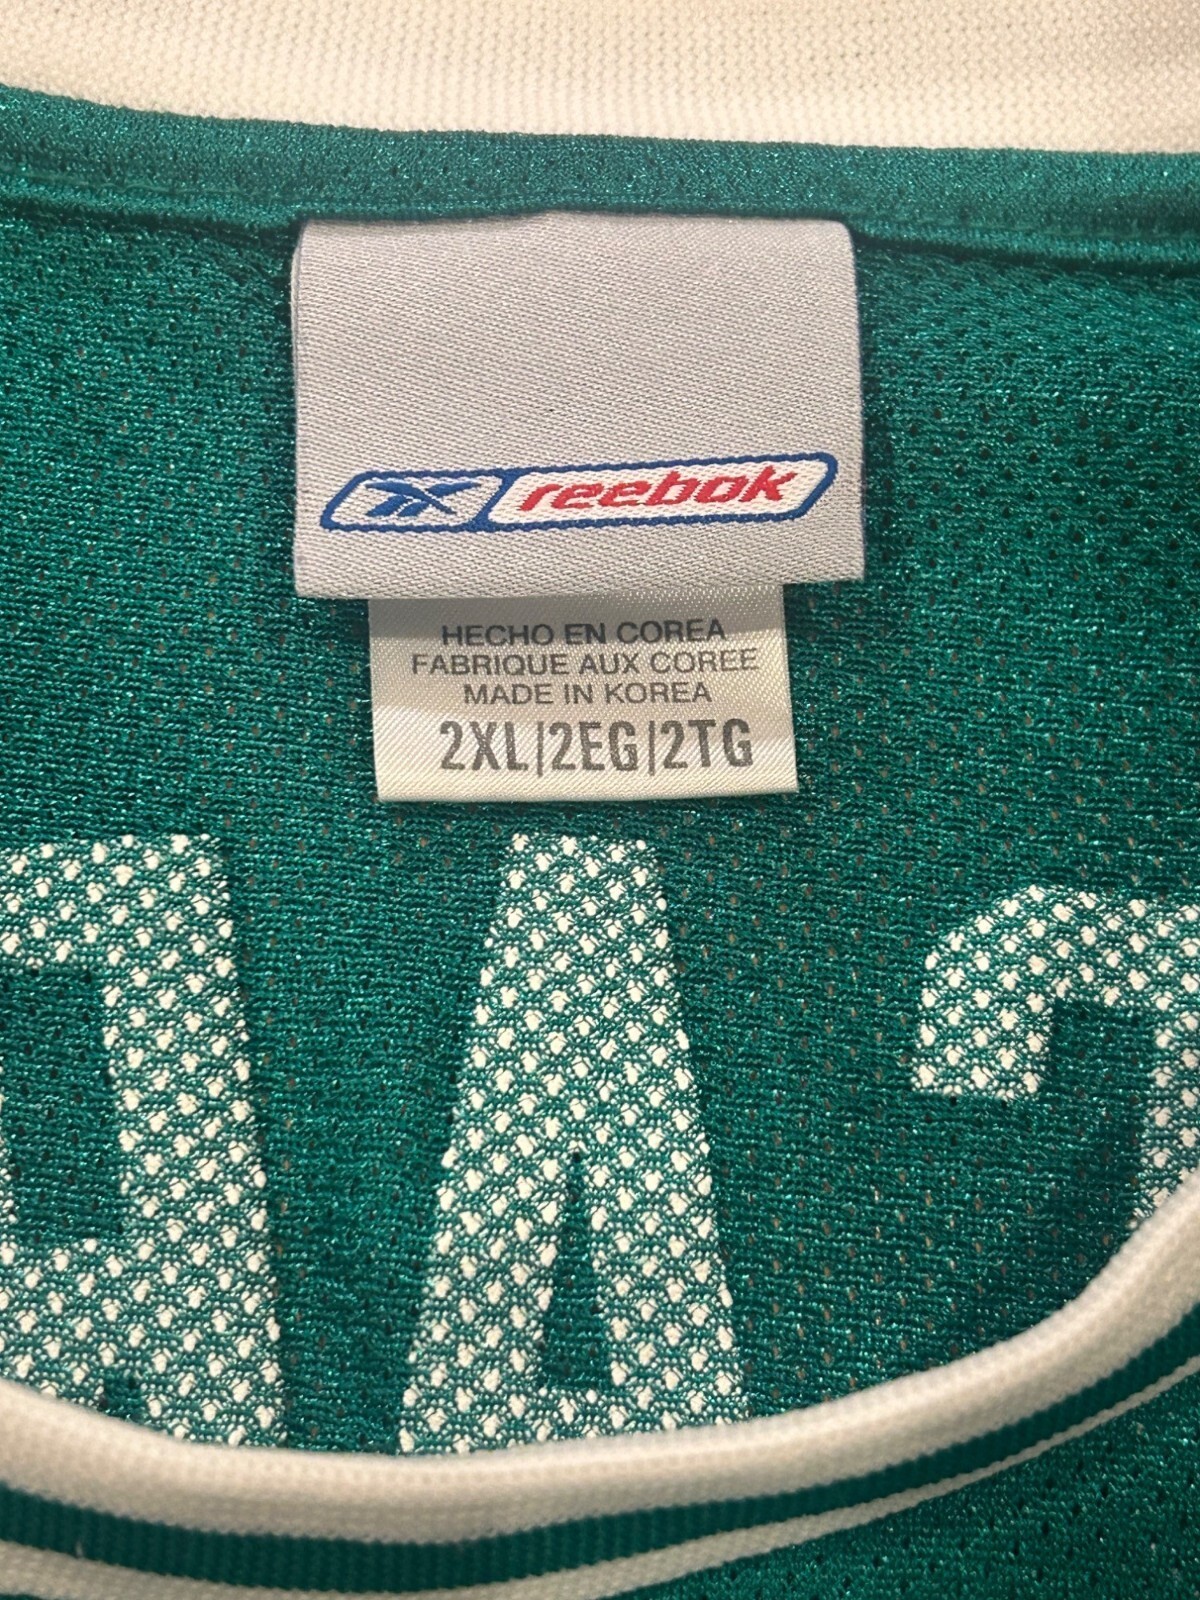 reebok
HECHO EN COREA
FABRIQUE AUX COREE
MADE IN KOREA
2XL/2EG/2TG